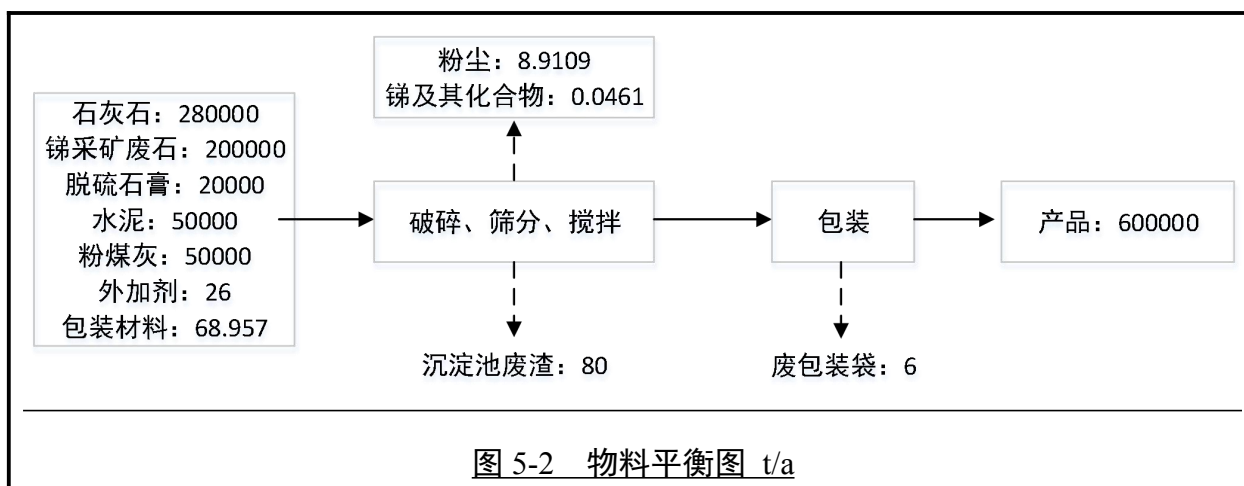 粉尘：8.9109
锑及其化合物：0.0461
石灰石：280000
锑采矿废石：200000
脱硫石膏：20000
水泥：50000
粉煤灰：50000
外加剂：26
包装材料：68.957
破碎、筛分、搅拌
包装
产品：600000
沉淀池废渣：80
废包装袋：6
图 5-2 物料平衡图 t/a